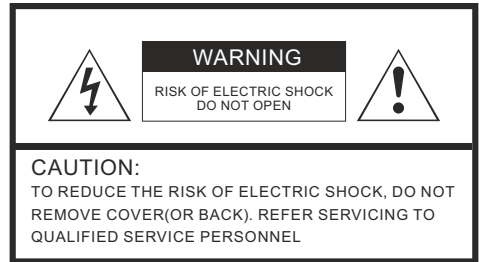 WARNING
RISK OF ELECTRIC SHOCK
DO NOT OPEN
CAUTION:
TO REDUCE THE RISK OF ELECTRIC SHOCK, DO NOT
REMOVE COVER(OR BACK). REFER SERVICING TO
QUALIFIED SERVICE PERSONNEL